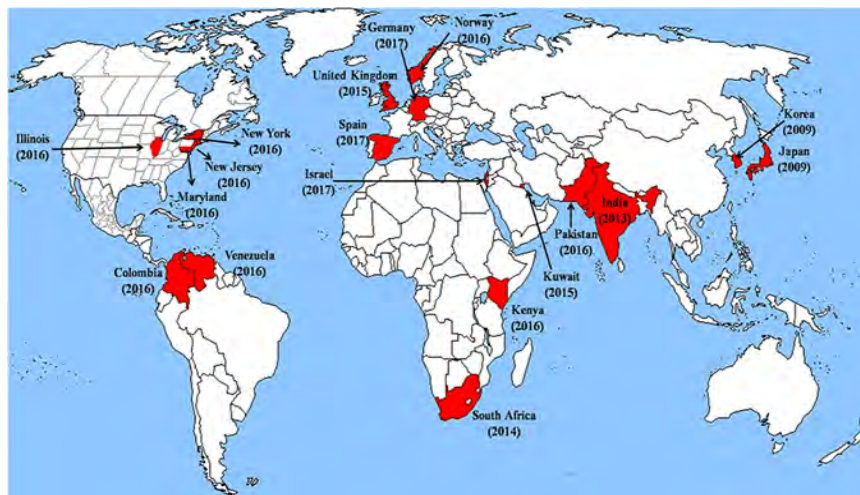 Germany
(2017)
Norway
(2016)
United Kingdom
(2015)
Spain
(2017)
Israel
(2017)
Illinois
(2016)
New York
(2016)
New Jersey
(2016)
Maryland
(2016)
Korea
(2009)
Japan
(2009)
India
(2013)
Pakistan
(2016)
Kuwait
(2015)
Venezuela
(2016)
Colombia
(2016)
Kenya
(2016)
South Africa
(2014)